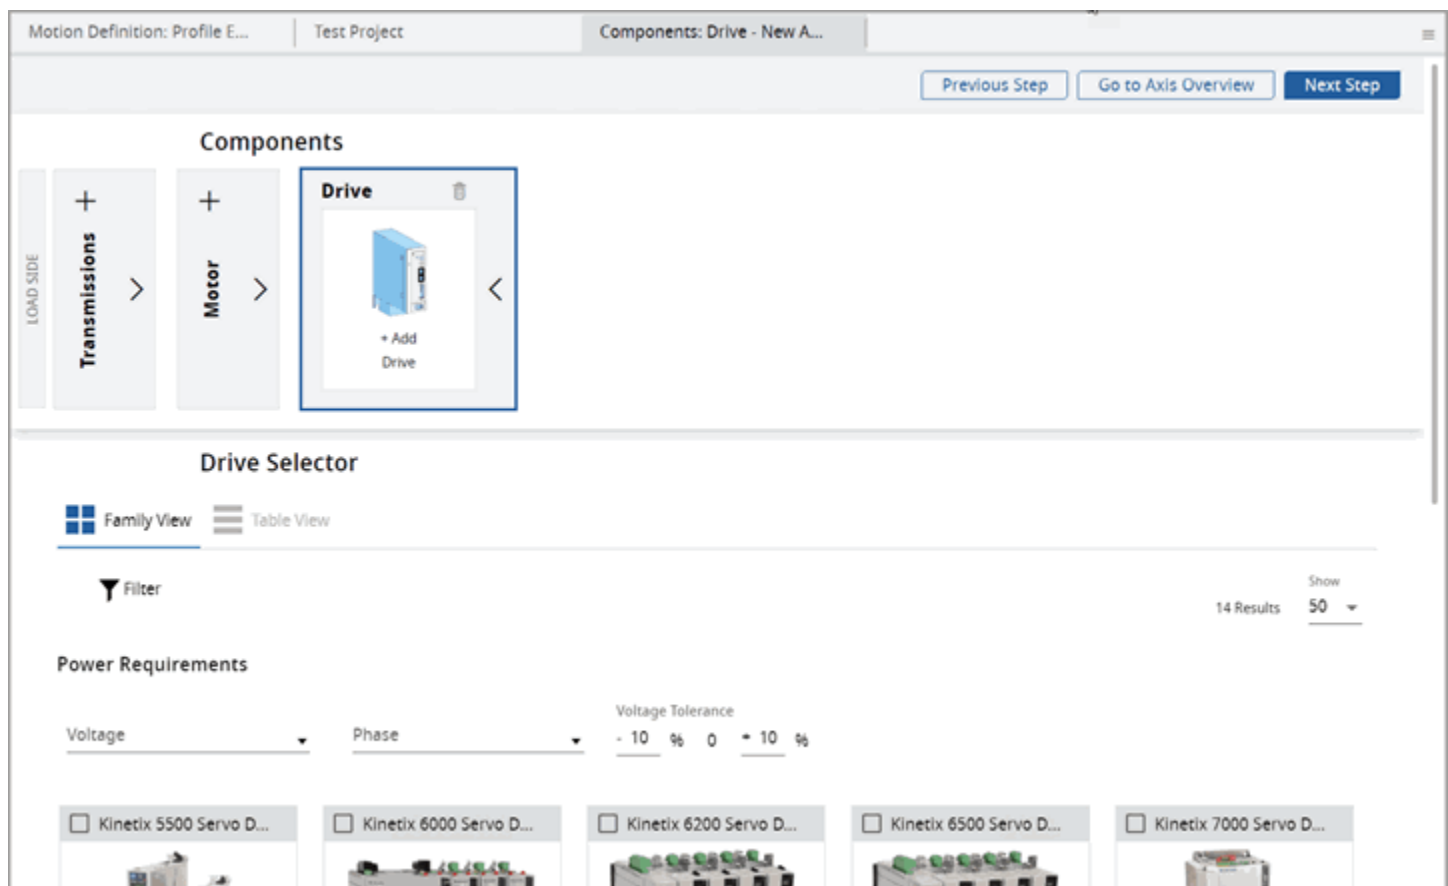 Motion Definition: Profile E...
Test Project
Components: Drive - New A...
Previous Step
Go to Axis Overview
Next Step
Components
LOAD SIDE
+
Transmissions
+
Motor
Drive
+ Add
Drive
Drive Selector
Family View
Table View
Filter
14 Results
Show
50
Power Requirements
Voltage
Phase
Voltage Tolerance
- 10 % 0 + 10 %
Kinetix 5500 Servo D...
Kinetix 6000 Servo D...
Kinetix 6200 Servo D...
Kinetix 6500 Servo D...
Kinetix 7000 Servo D...